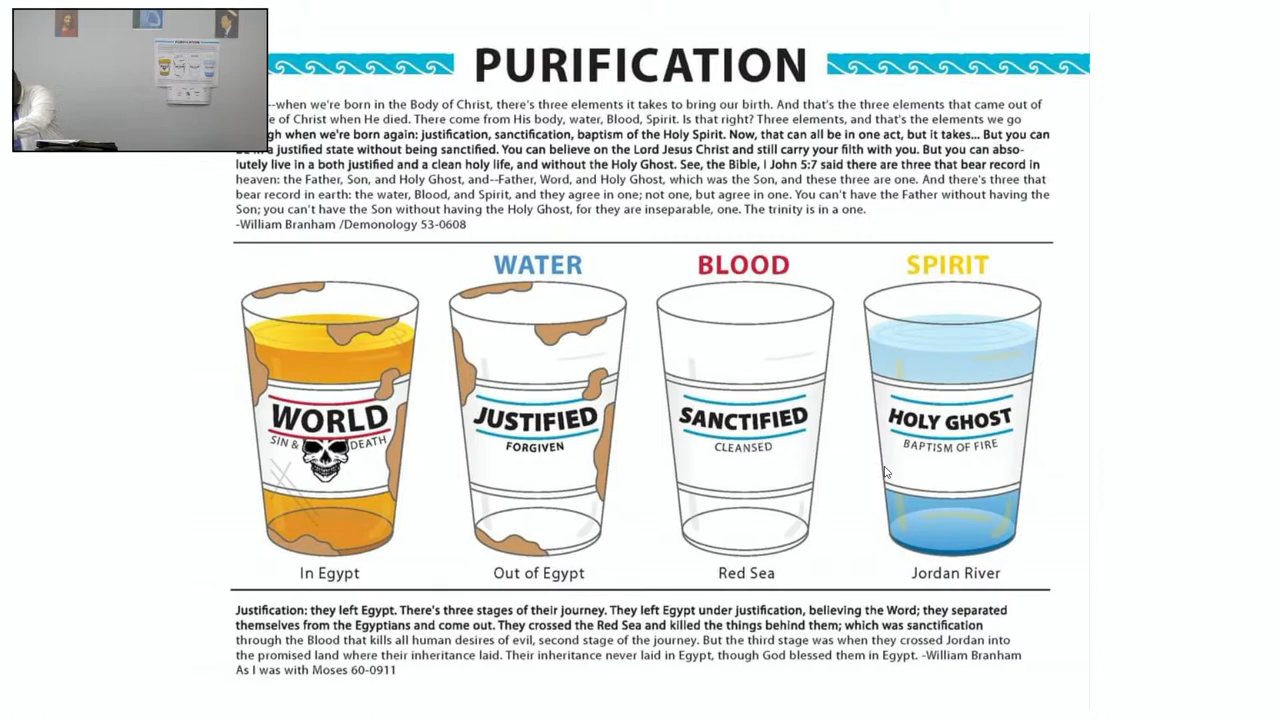 PURIFICATION
--when we're born in the Body of Christ, there's three elements it takes to bring our birth. And that's the three elements that came out of
of Christ when He died. There come from His body, water, Blood, Spirit. Is that right? Three elements, and that's the elements we go
when we're born again: justification, sanctification, baptism of the Holy Spirit. Now, that can all be in one act, but it takes... But you can
a justified state without being sanctified. You can believe on the Lord Jesus Christ and still carry your filth with you. But you can abso-
lutely live in a both justified and a clean holy life, and without the Holy Ghost. See, the Bible, I John 5:7 said there are three that bear record in
heaven: the Father, Son, and Holy Ghost, and--Father, Word, and Holy Ghost, which was the Son, and these three are one. And there's three that
bear record in earth: the water, Blood, and Spirit, and they agree in one; not one, but agree in one. You can't have the Father without having the
Son; you can't have the Son without having the Holy Ghost, for they are inseparable, one. The trinity is in a one.
-William Branham /Demonology 53-0608
WATER BLOOD SPIRIT
WORLD
SIN & DEATH
JUSTIFIED
FORGIVEN
SANCTIFIED
CLEANSED
HOLY GHOST
BAPTISM OF FIRE
In Egypt Out of Egypt Red Sea Jordan River
Justification: they left Egypt. There's three stages of their journey. They left Egypt under justification, believing the Word; they separated
themselves from the Egyptians and come out. They crossed the Red Sea and killed the things behind them; which was sanctification
through the Blood that kills all human desires of evil, second stage of the journey. But the third stage was when they crossed Jordan into
the promised land where their inheritance laid. Their inheritance never laid in Egypt, though God blessed them in Egypt. -William Branham
As I was with Moses 60-0911